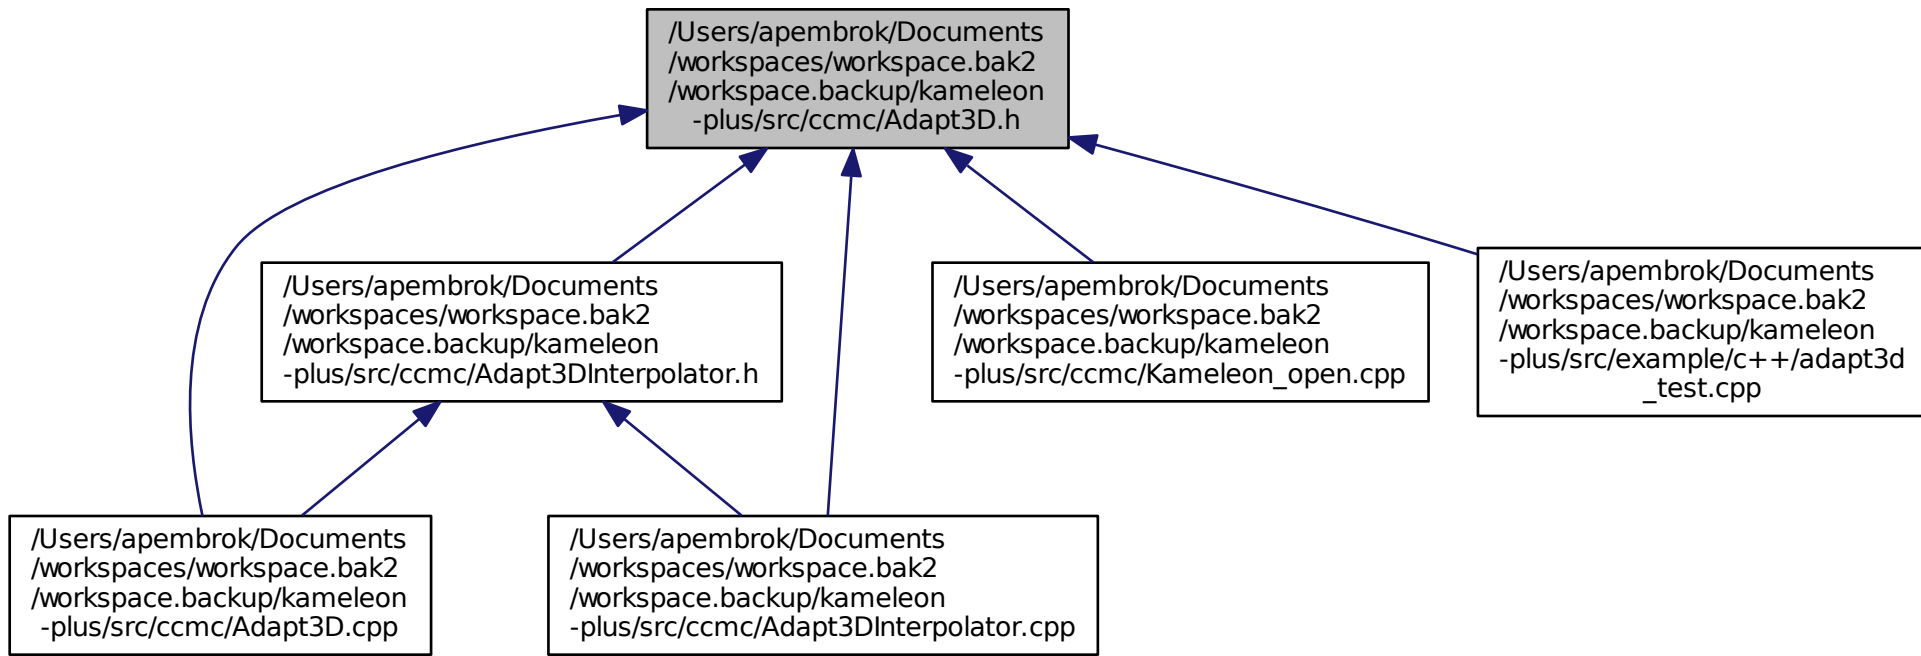 /Users/apembrok/Documents
/workspaces/workspace.bak2
/workspace.backup/kameleon
-plus/src/ccmc/Adapt3D.h
/Users/apembrok/Documents
/workspaces/workspace.bak2
/workspace.backup/kameleon
-plus/src/ccmc/Adapt3DInterpolator.h
/Users/apembrok/Documents
/workspaces/workspace.bak2
/workspace.backup/kameleon
-plus/src/ccmc/Kameleon_open.cpp
/Users/apembrok/Documents
/workspaces/workspace.bak2
/workspace.backup/kameleon
-plus/src/example/c++/adapt3d
_test.cpp
/Users/apembrok/Documents
/workspaces/workspace.bak2
/workspace.backup/kameleon
-plus/src/ccmc/Adapt3D.cpp
/Users/apembrok/Documents
/workspaces/workspace.bak2
/workspace.backup/kameleon
-plus/src/ccmc/Adapt3DInterpolator.cpp